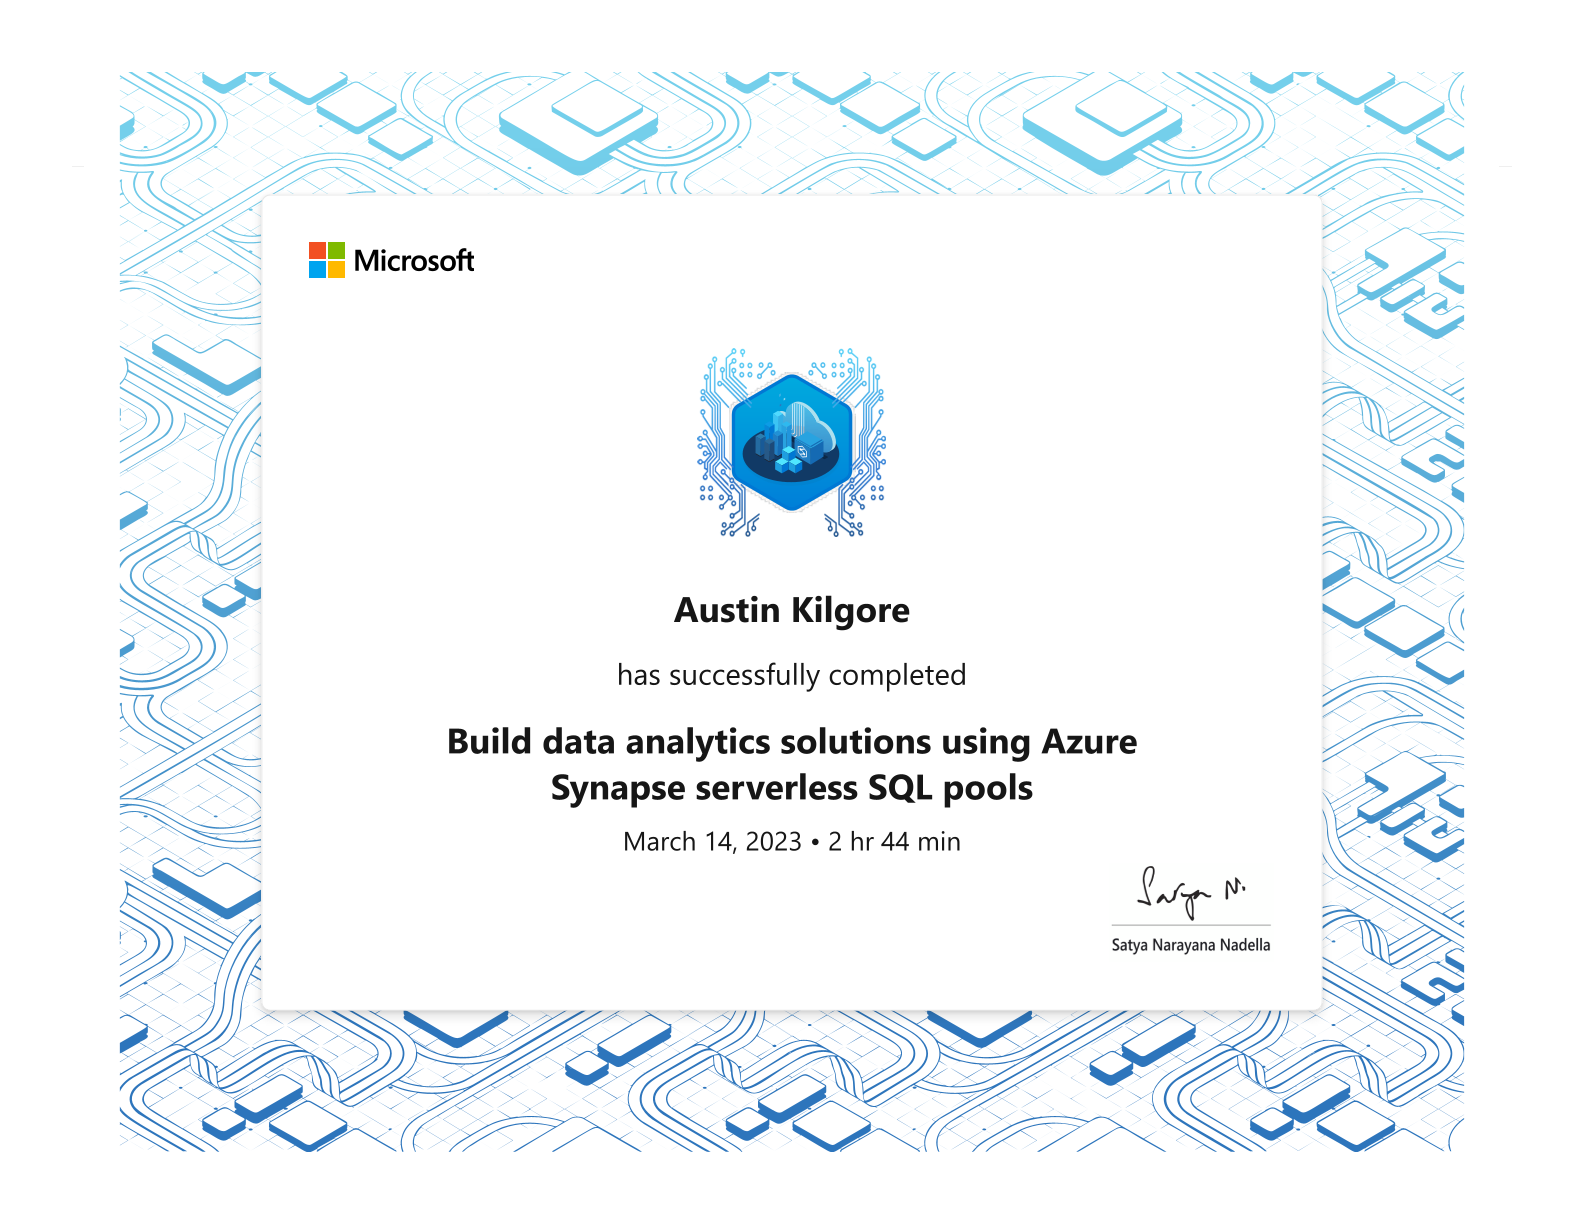 Microsoft
Austin Kilgore
has successfully completed
Build data analytics solutions using Azure
Synapse serverless SQL pools
March 14, 2023 • 2 hr 44 min
Satya N.
Satya Narayana Nadella